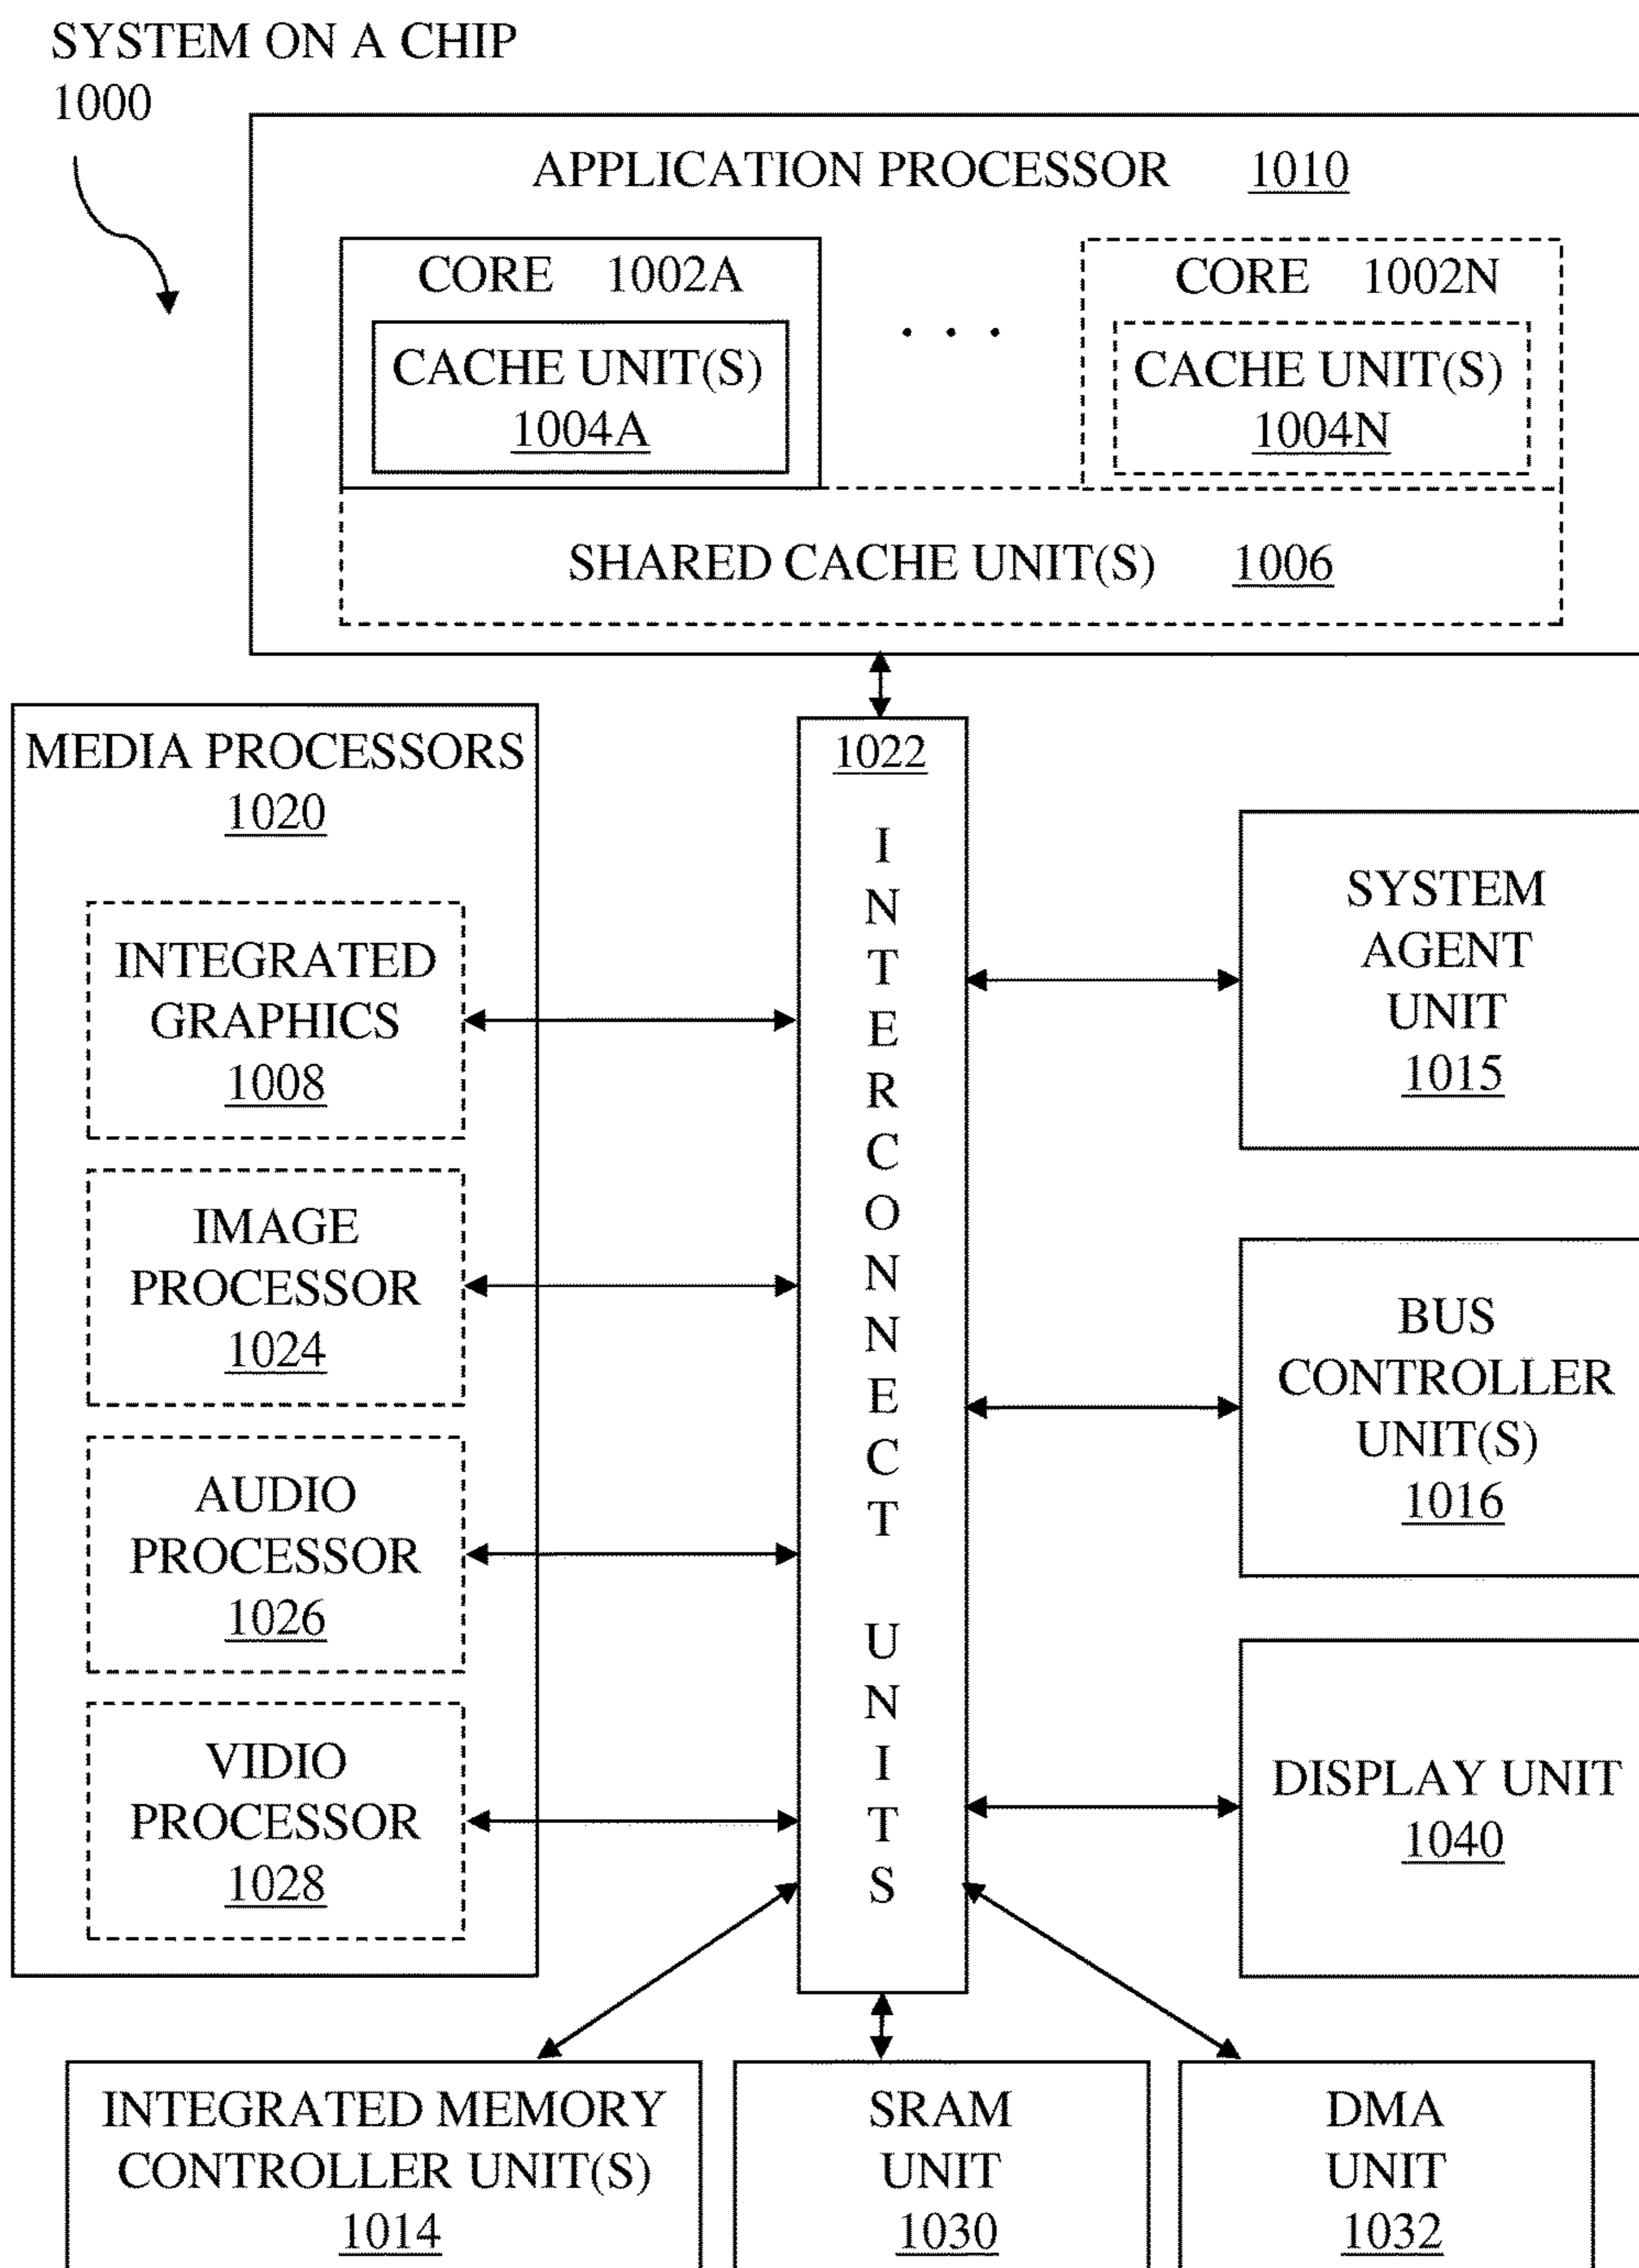 SYSTEM ON A CHIP
1000
APPLICATION PROCESSOR 1010
CORE 1002A
CACHE UNIT(S)
1004A
. . .
CORE 1002N
CACHE UNIT(S)
1004N
SHARED CACHE UNIT(S) 1006
MEDIA PROCESSORS
1020
INTEGRATED
GRAPHICS
1008
IMAGE
PROCESSOR
1024
AUDIO
PROCESSOR
1026
VIDIO
PROCESSOR
1028
1022
INTERCONNECT UNITS
SYSTEM
AGENT
UNIT
1015
BUS
CONTROLLER
UNIT(S)
1016
DISPLAY UNIT
1040
INTEGRATED MEMORY
CONTROLLER UNIT(S)
1014
SRAM
UNIT
1030
DMA
UNIT
1032